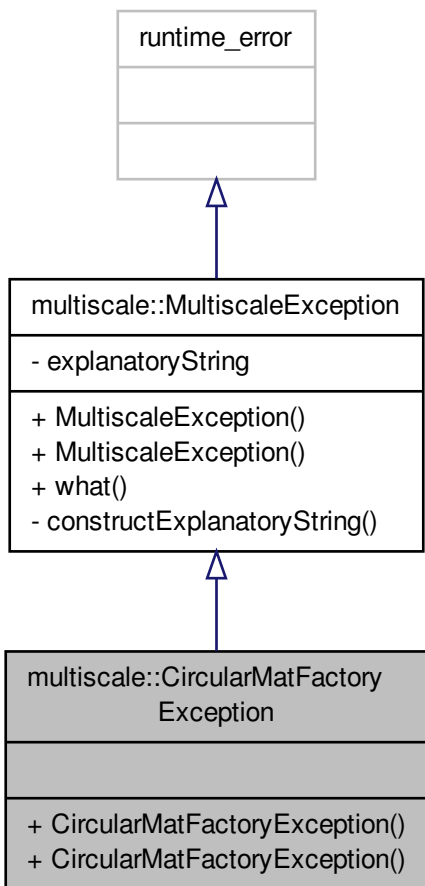 runtime_error
multiscale::MultiscaleException
- explanatoryString
+ MultiscaleException()
+ MultiscaleException()
+ what()
- constructExplanatoryString()
multiscale::CircularMatFactory
Exception
+ CircularMatFactoryException()
+ CircularMatFactoryException()